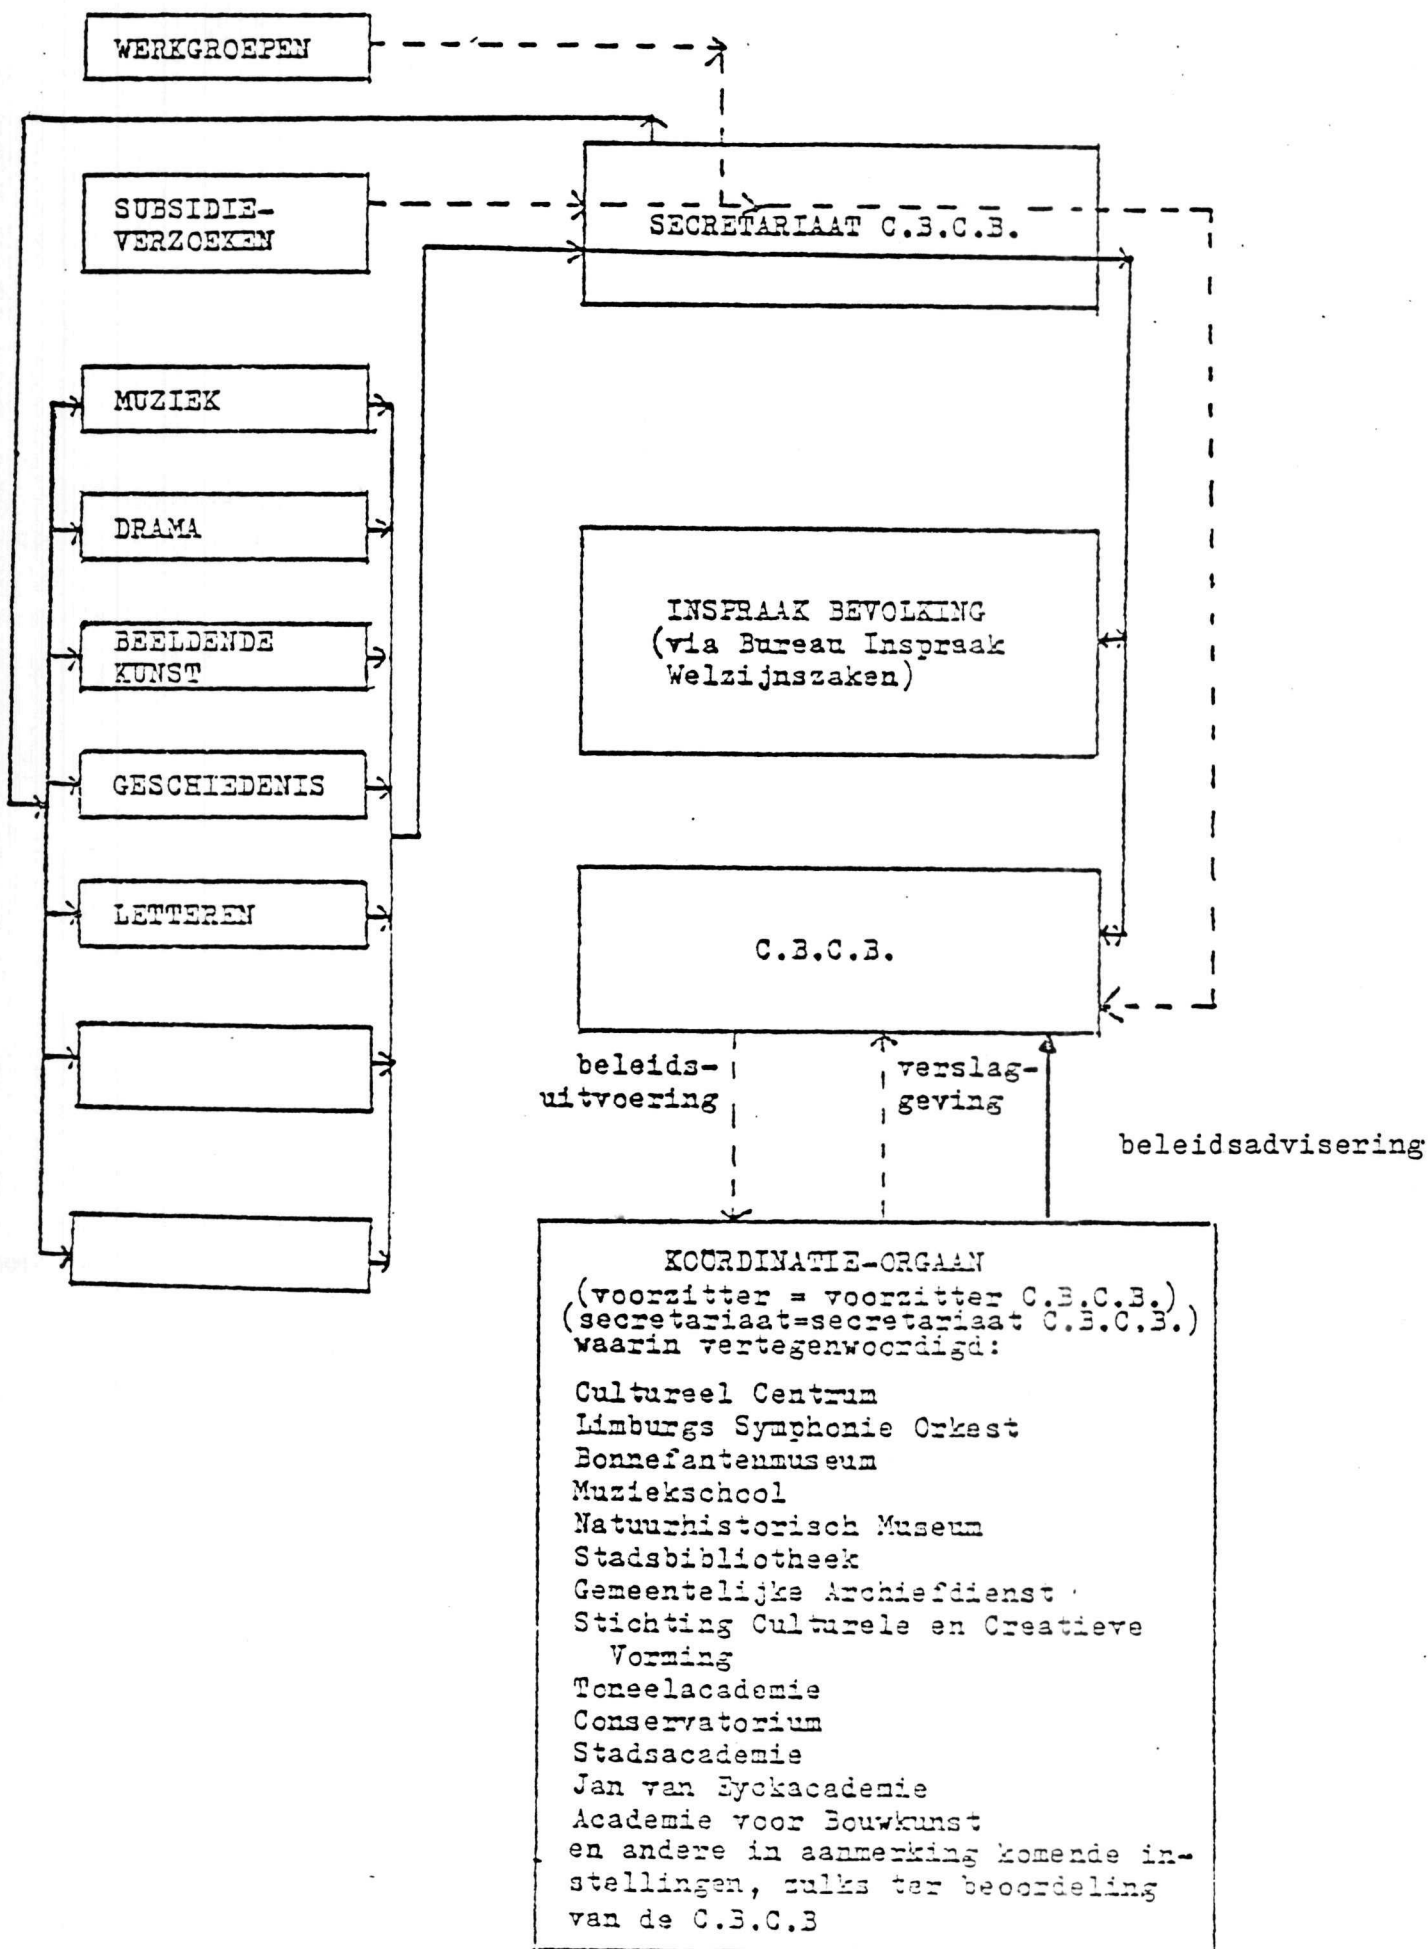 WERKGROEPEN
SUBSIDIE-
VERZOEKEN
SECRETARIAAT C.B.C.B.
MUZIEK
DRAMA
BEELDENDE
KUNST
GESCHIEDENIS
LETTEREN
INSPRAAK BEVOLKING
(via Bureau Inspraak
Welzijnszaken)
C.B.C.B.
beleids-
uitvoering
verslag-
geving
beleidsadvisering
KOÖRDINATIE-ORGAAN
(voorzitter = voorzitter C.B.C.B.)
(secretariaat=secretariaat C.B.C.B.)
waarin vertegenwoordigd:
Cultureel Centrum
Limburgs Symphonie Orkest
Bonnefantenmuseum
Muziekschool
Natuurhistorisch Museum
Stadsbibliotheek
Gemeentelijke Archiefdienst
Stichting Culturele en Creatieve
Vorming
Toneelacademie
Conservatorium
Stadsacademie
Jan van Eyckacademie
Academie voor Bouwkunst
en andere in aanmerking komende in-
stellingen, zulks ter beoordeling
van de C.B.C.B